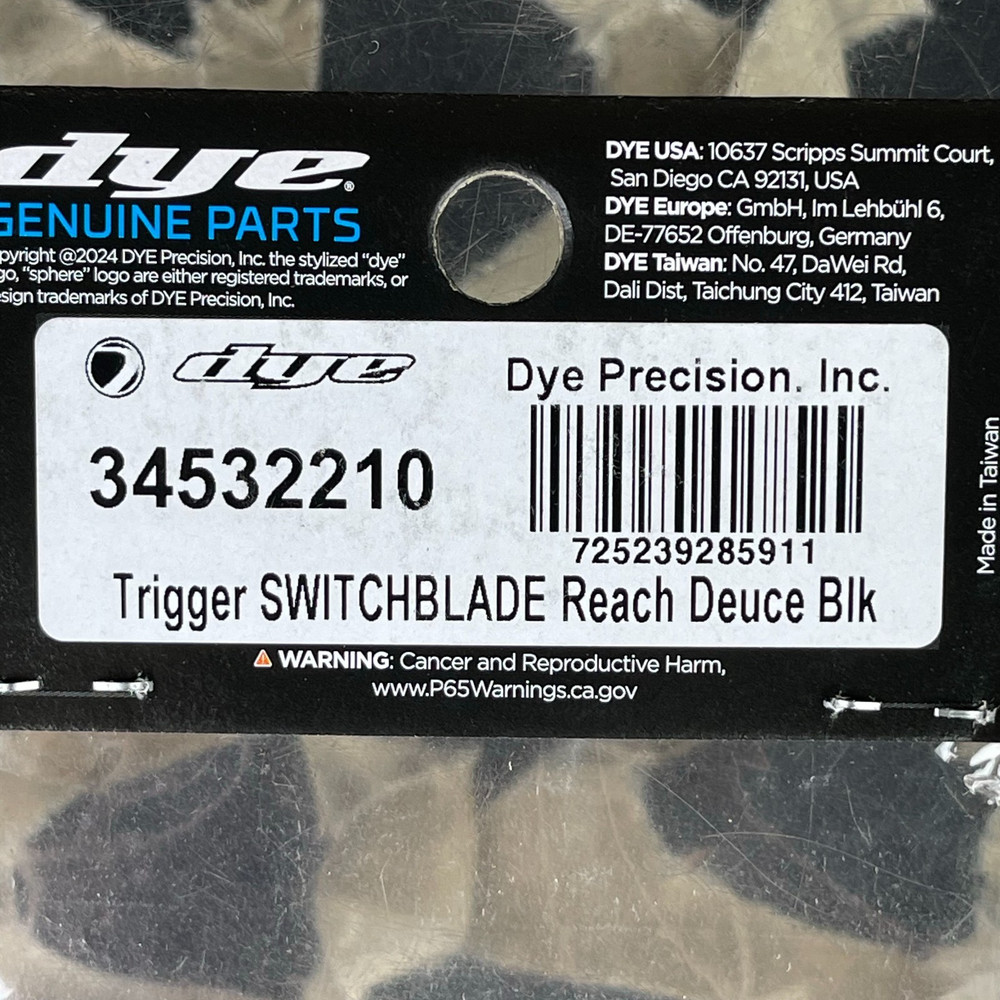 dye®
GENUINE PARTS
pyright @2024 DYE Precision, Inc. the stylized “dye”
go, “sphere” logo are either registered trademarks, or
sign trademarks of DYE Precision, Inc.
DYE USA: 10637 Scripps Summit Court,
San Diego CA 92131, USA
DYE Europe: GmbH, Im Lehbühl 6,
DE-77652 Offenburg, Germany
DYE Taiwan: No. 47, DaWei Rd,
Dali Dist, Taichung City 412, Taiwan
dye
Dye Precision. Inc.
34532210
725239285911
Trigger SWITCHBLADE Reach Deuce Blk
WARNING: Cancer and Reproductive Harm,
www.P65Warnings.ca.gov
Made in Taiwan